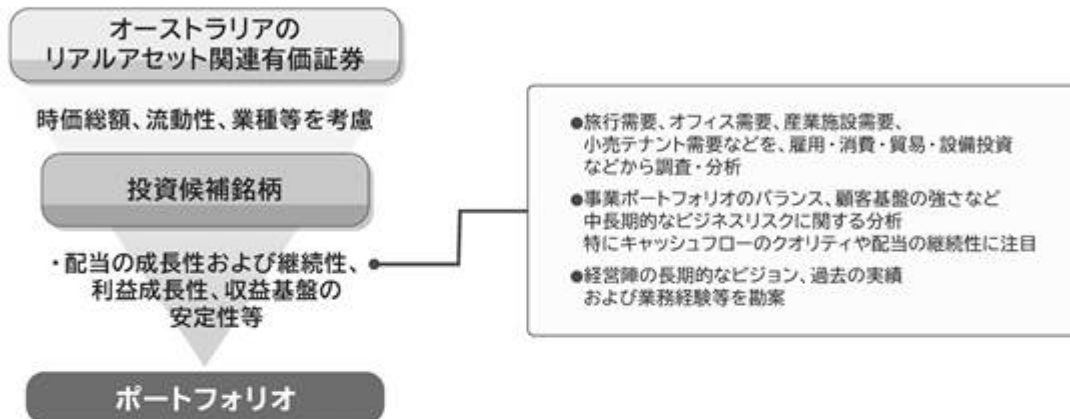 オーストラリアの
リアルアセット関連有価証券
時価総額、流動性、業種等を考慮
投資候補銘柄
・配当の成長性および継続性、
利益成長性、収益基盤の
安定性等
ポートフォリオ
●旅行需要、オフィス需要、産業施設需要、
小売テナント需要などを、雇用・消費・貿易・設備投資
などから調査・分析
●事業ポートフォリオのバランス、顧客基盤の強さなど
中長期的なビジネスリスクに関する分析
特にキャッシュフローのクオリティや配当の継続性に注目
●経営陣の長期的なビジョン、過去の実績
および業務経験等を勘案